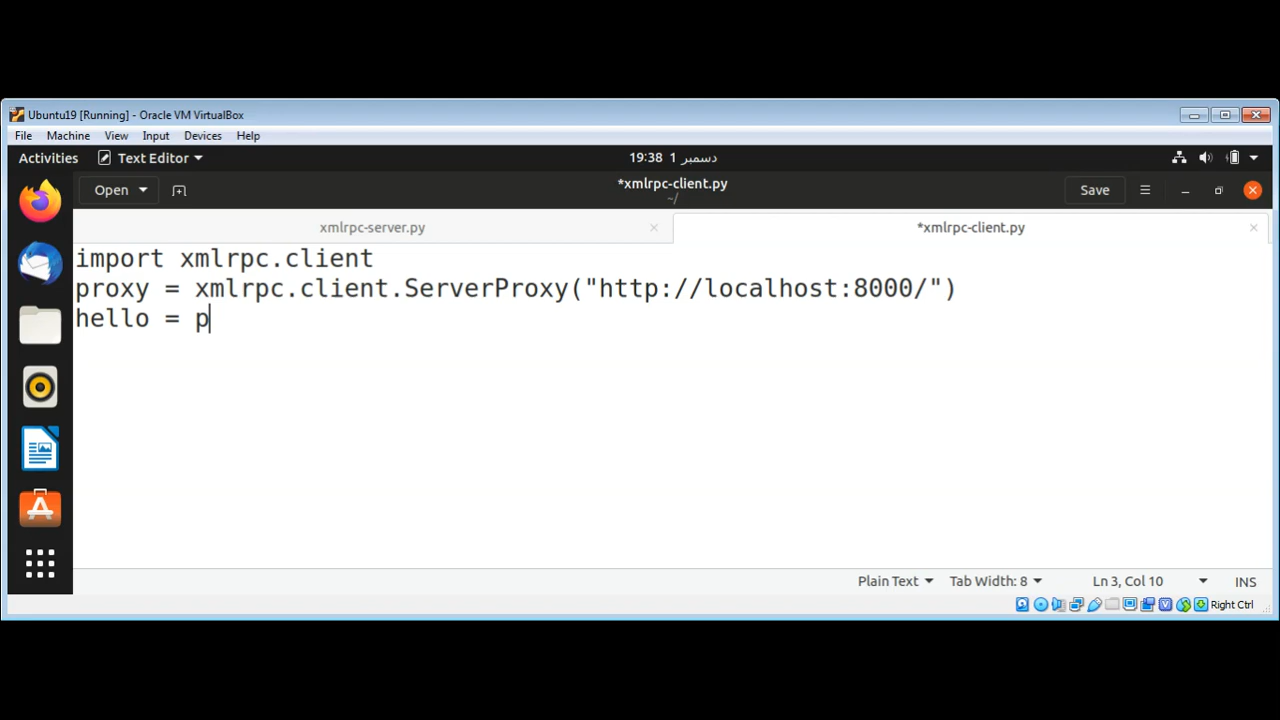 Ubuntu19 [Running] - Oracle VM VirtualBox
File Machine View Input Devices Help
Activities Text Editor 19:38 1 دسمبر
Open *xmlrpc-client.py Save
~/
xmlrpc-server.py *xmlrpc-client.py
import xmlrpc.client
proxy = xmlrpc.client.ServerProxy("http://localhost:8000/")
hello = p
Plain Text Tab Width: 8 Ln 3, Col 10 INS
Right Ctrl